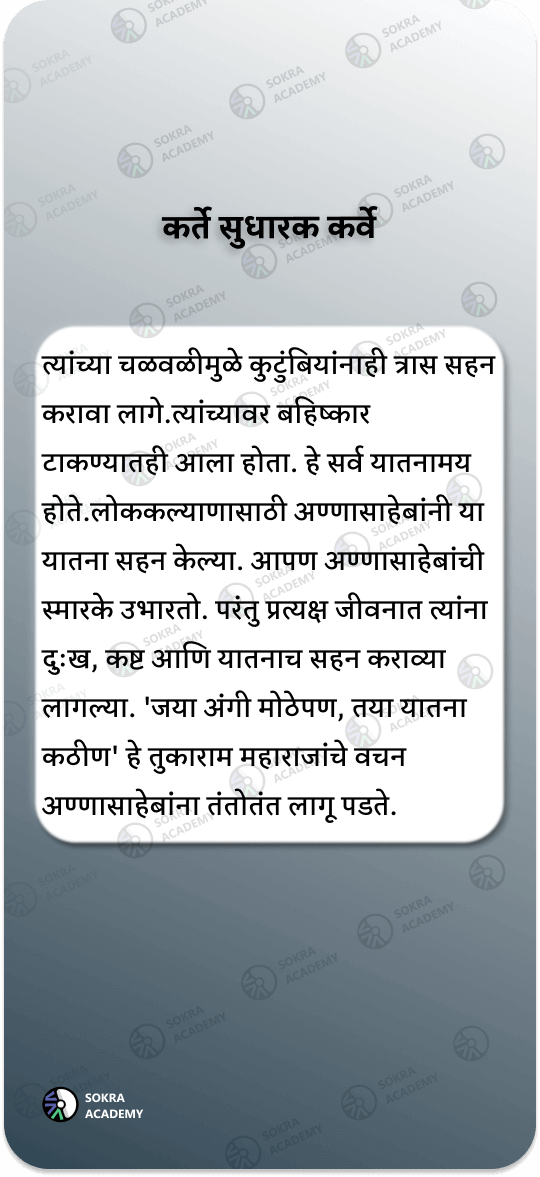 कर्ते सुधारक कर्वे
त्यांच्या चळवळीमुळे कुटुंबियांनाही त्रास सहन
करावा लागे.त्यांच्यावर बहिष्कार
टाकण्यातही आला होता. हे सर्व यातनामय
होते.लोककल्याणासाठी अण्णासाहेबांनी या
यातना सहन केल्या. आपण अण्णासाहेबांची
स्मारके उभारतो. परंतु प्रत्यक्ष जीवनात त्यांना
दुःख, कष्ट आणि यातनाच सहन कराव्या
लागल्या. 'जया अंगी मोठेपण, तया यातना
कठीण' हे तुकाराम महाराजांचे वचन
अण्णासाहेबांना तंतोतंत लागू पडते.
SOKRA
ACADEMY